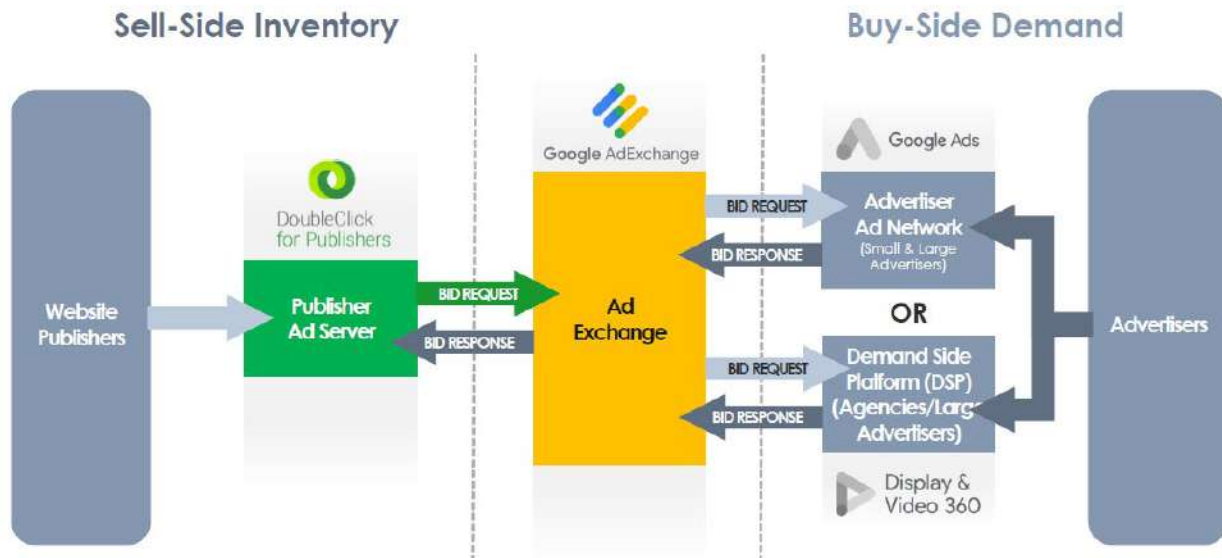 Sell-Side Inventory
Buy-Side Demand
Website
Publishers
DoubleClick
for Publishers
Publisher
Ad Server
BID REQUEST
BID RESPONSE
Google AdExchange
Ad
Exchange
BID REQUEST
BID RESPONSE
BID REQUEST
BID RESPONSE
Google Ads
Advertiser
Ad Network
(Small & Large
Advertisers)
OR
Demand Side
Plafform (DSP)
(Agencies/Large
Advertisers)
Display &
Video 360
Advertisers